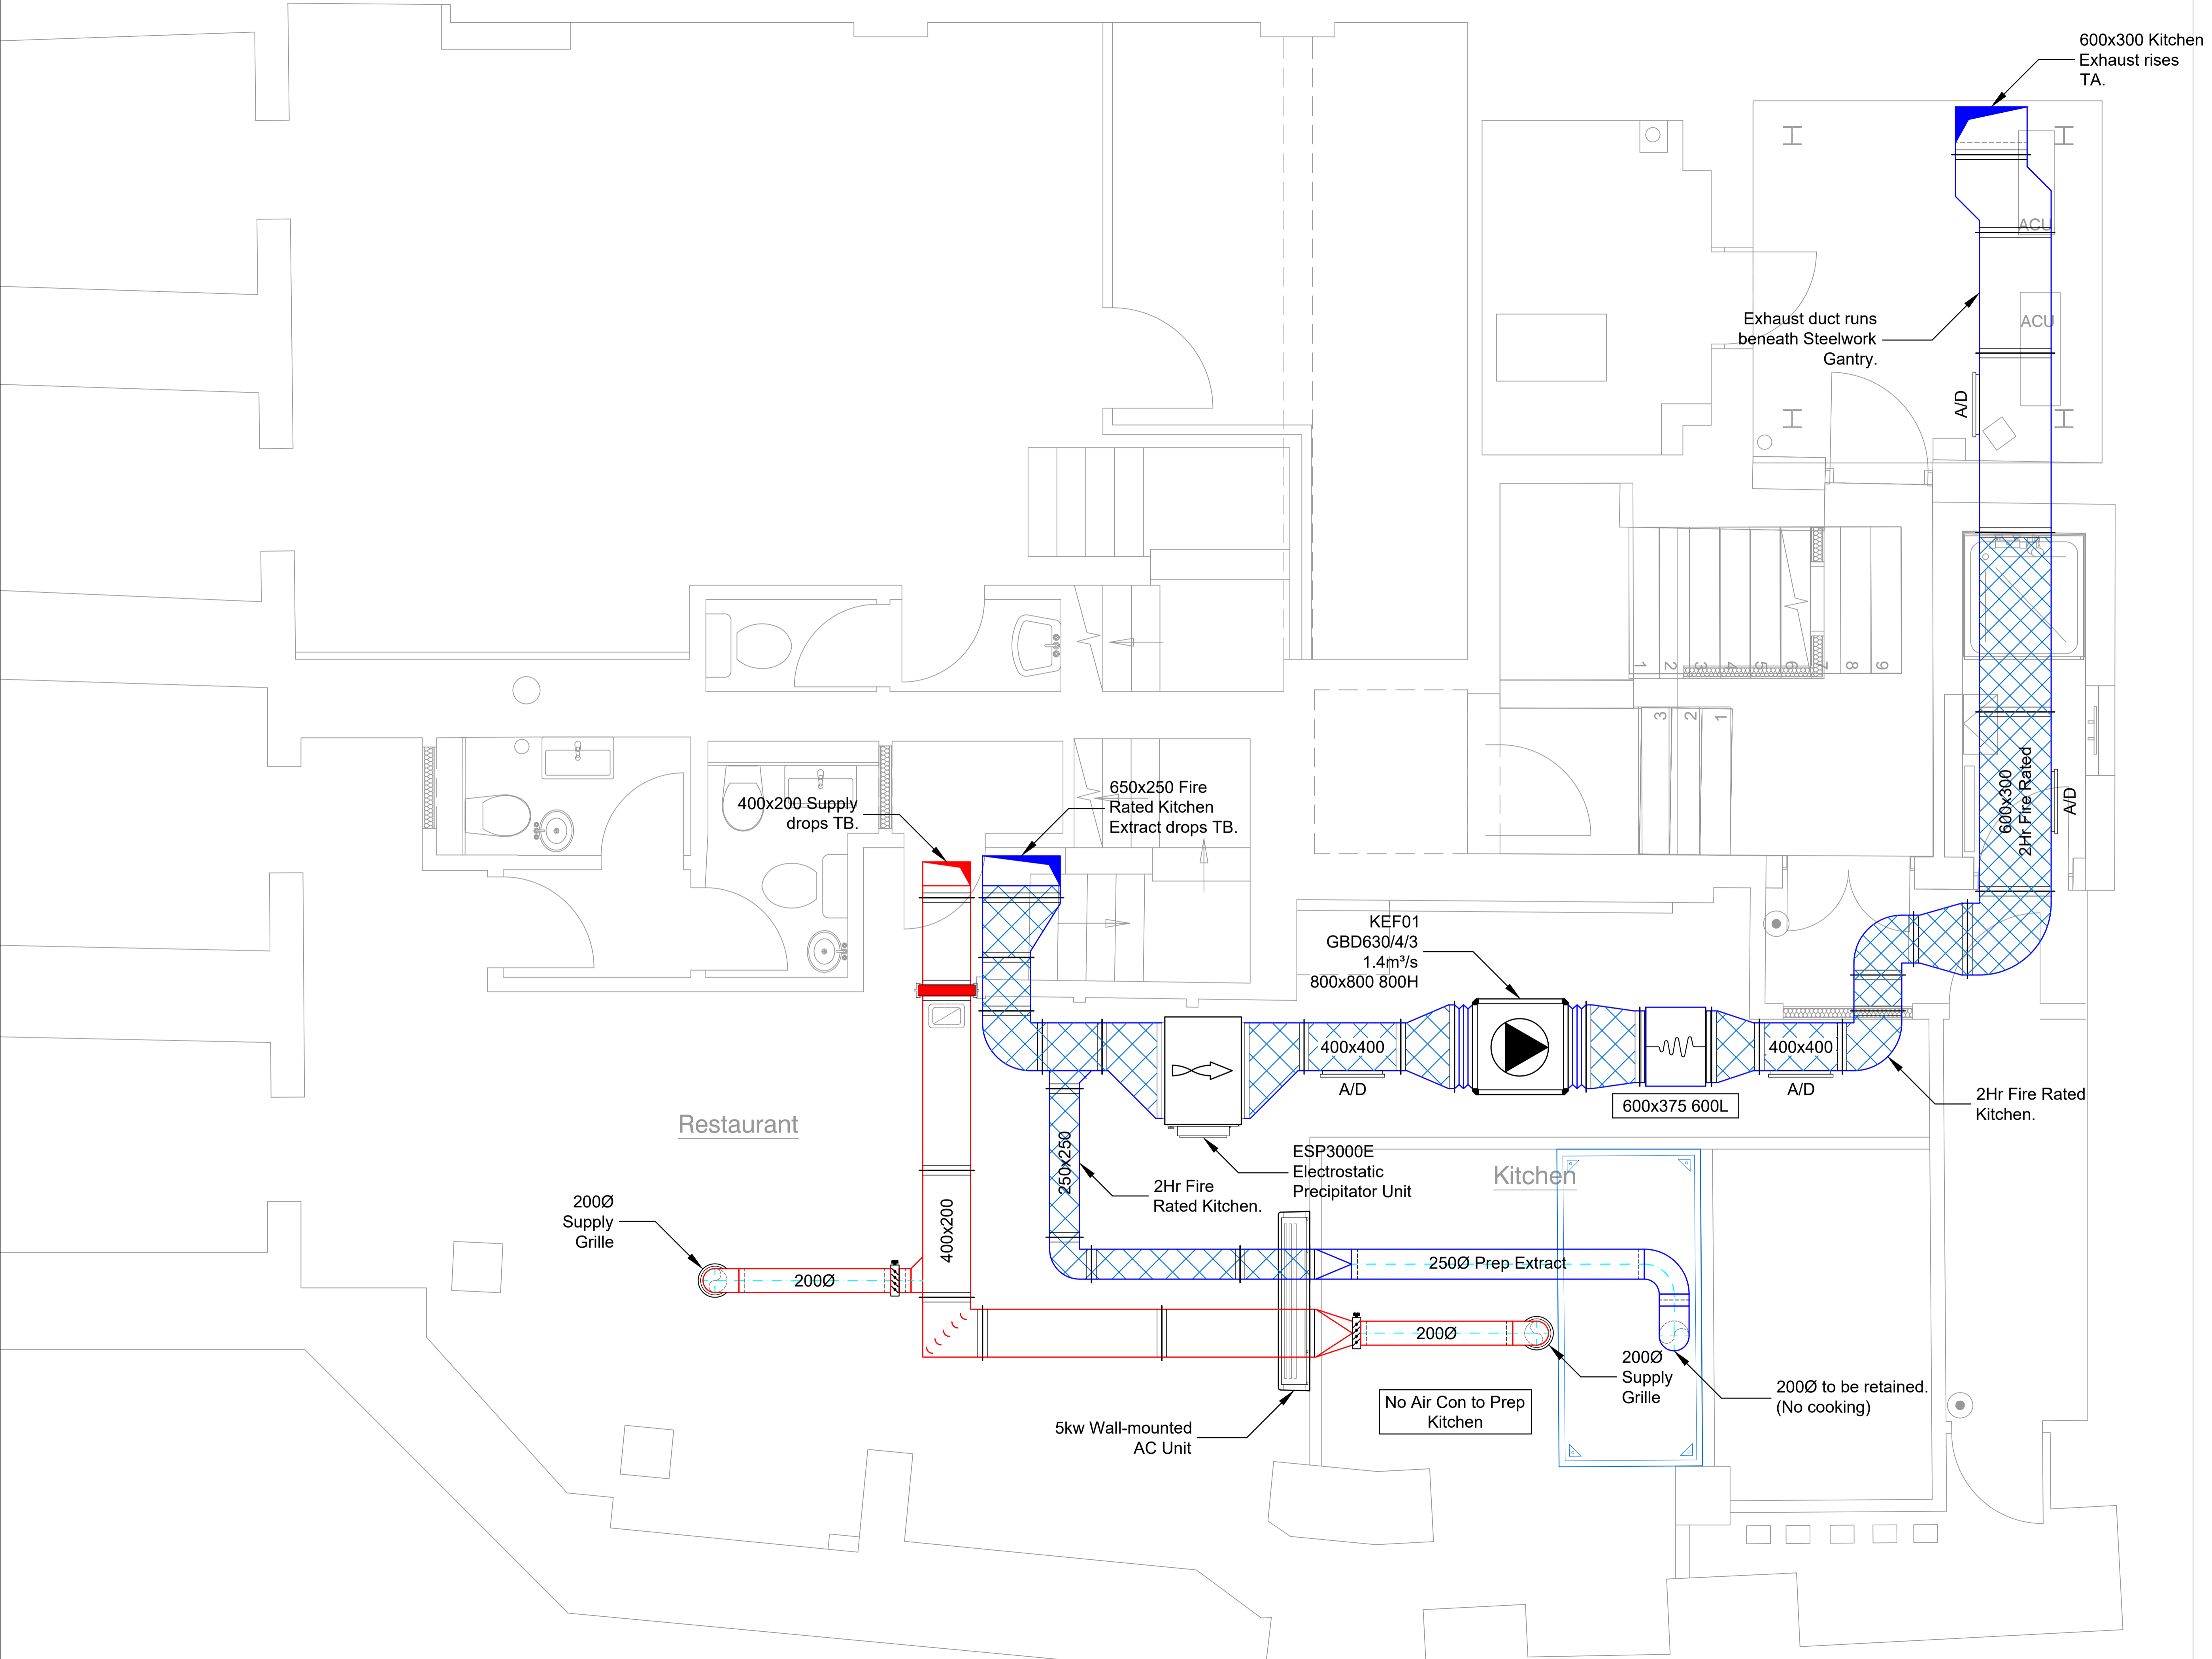 600x300 Kitchen
Exhaust rises
TA.
ACU
Exhaust duct runs
beneath Steelwork
Gantry.
ACU
A/D
1
2
3
4
5
6
7
8
9
3
2
1
600x300
2Hr Fire Rated
A/D
400x200 Supply
drops TB.
650x250 Fire
Rated Kitchen
Extract drops TB.
KEF01
GBD630/4/3
1.4m³/s
800x800 800H
400x400
A/D
400x400
A/D
600x375 600L
2Hr Fire Rated
Kitchen.
Restaurant
250x250
2Hr Fire
Rated Kitchen.
ESP3000E
Electrostatic
Precipitator Unit
Kitchen
200Ø
Supply
Grille
200Ø
400x200
250Ø Prep Extract
200Ø
200Ø
Supply
Grille
200Ø to be retained.
(No cooking)
No Air Con to Prep
Kitchen
5kw Wall-mounted
AC Unit